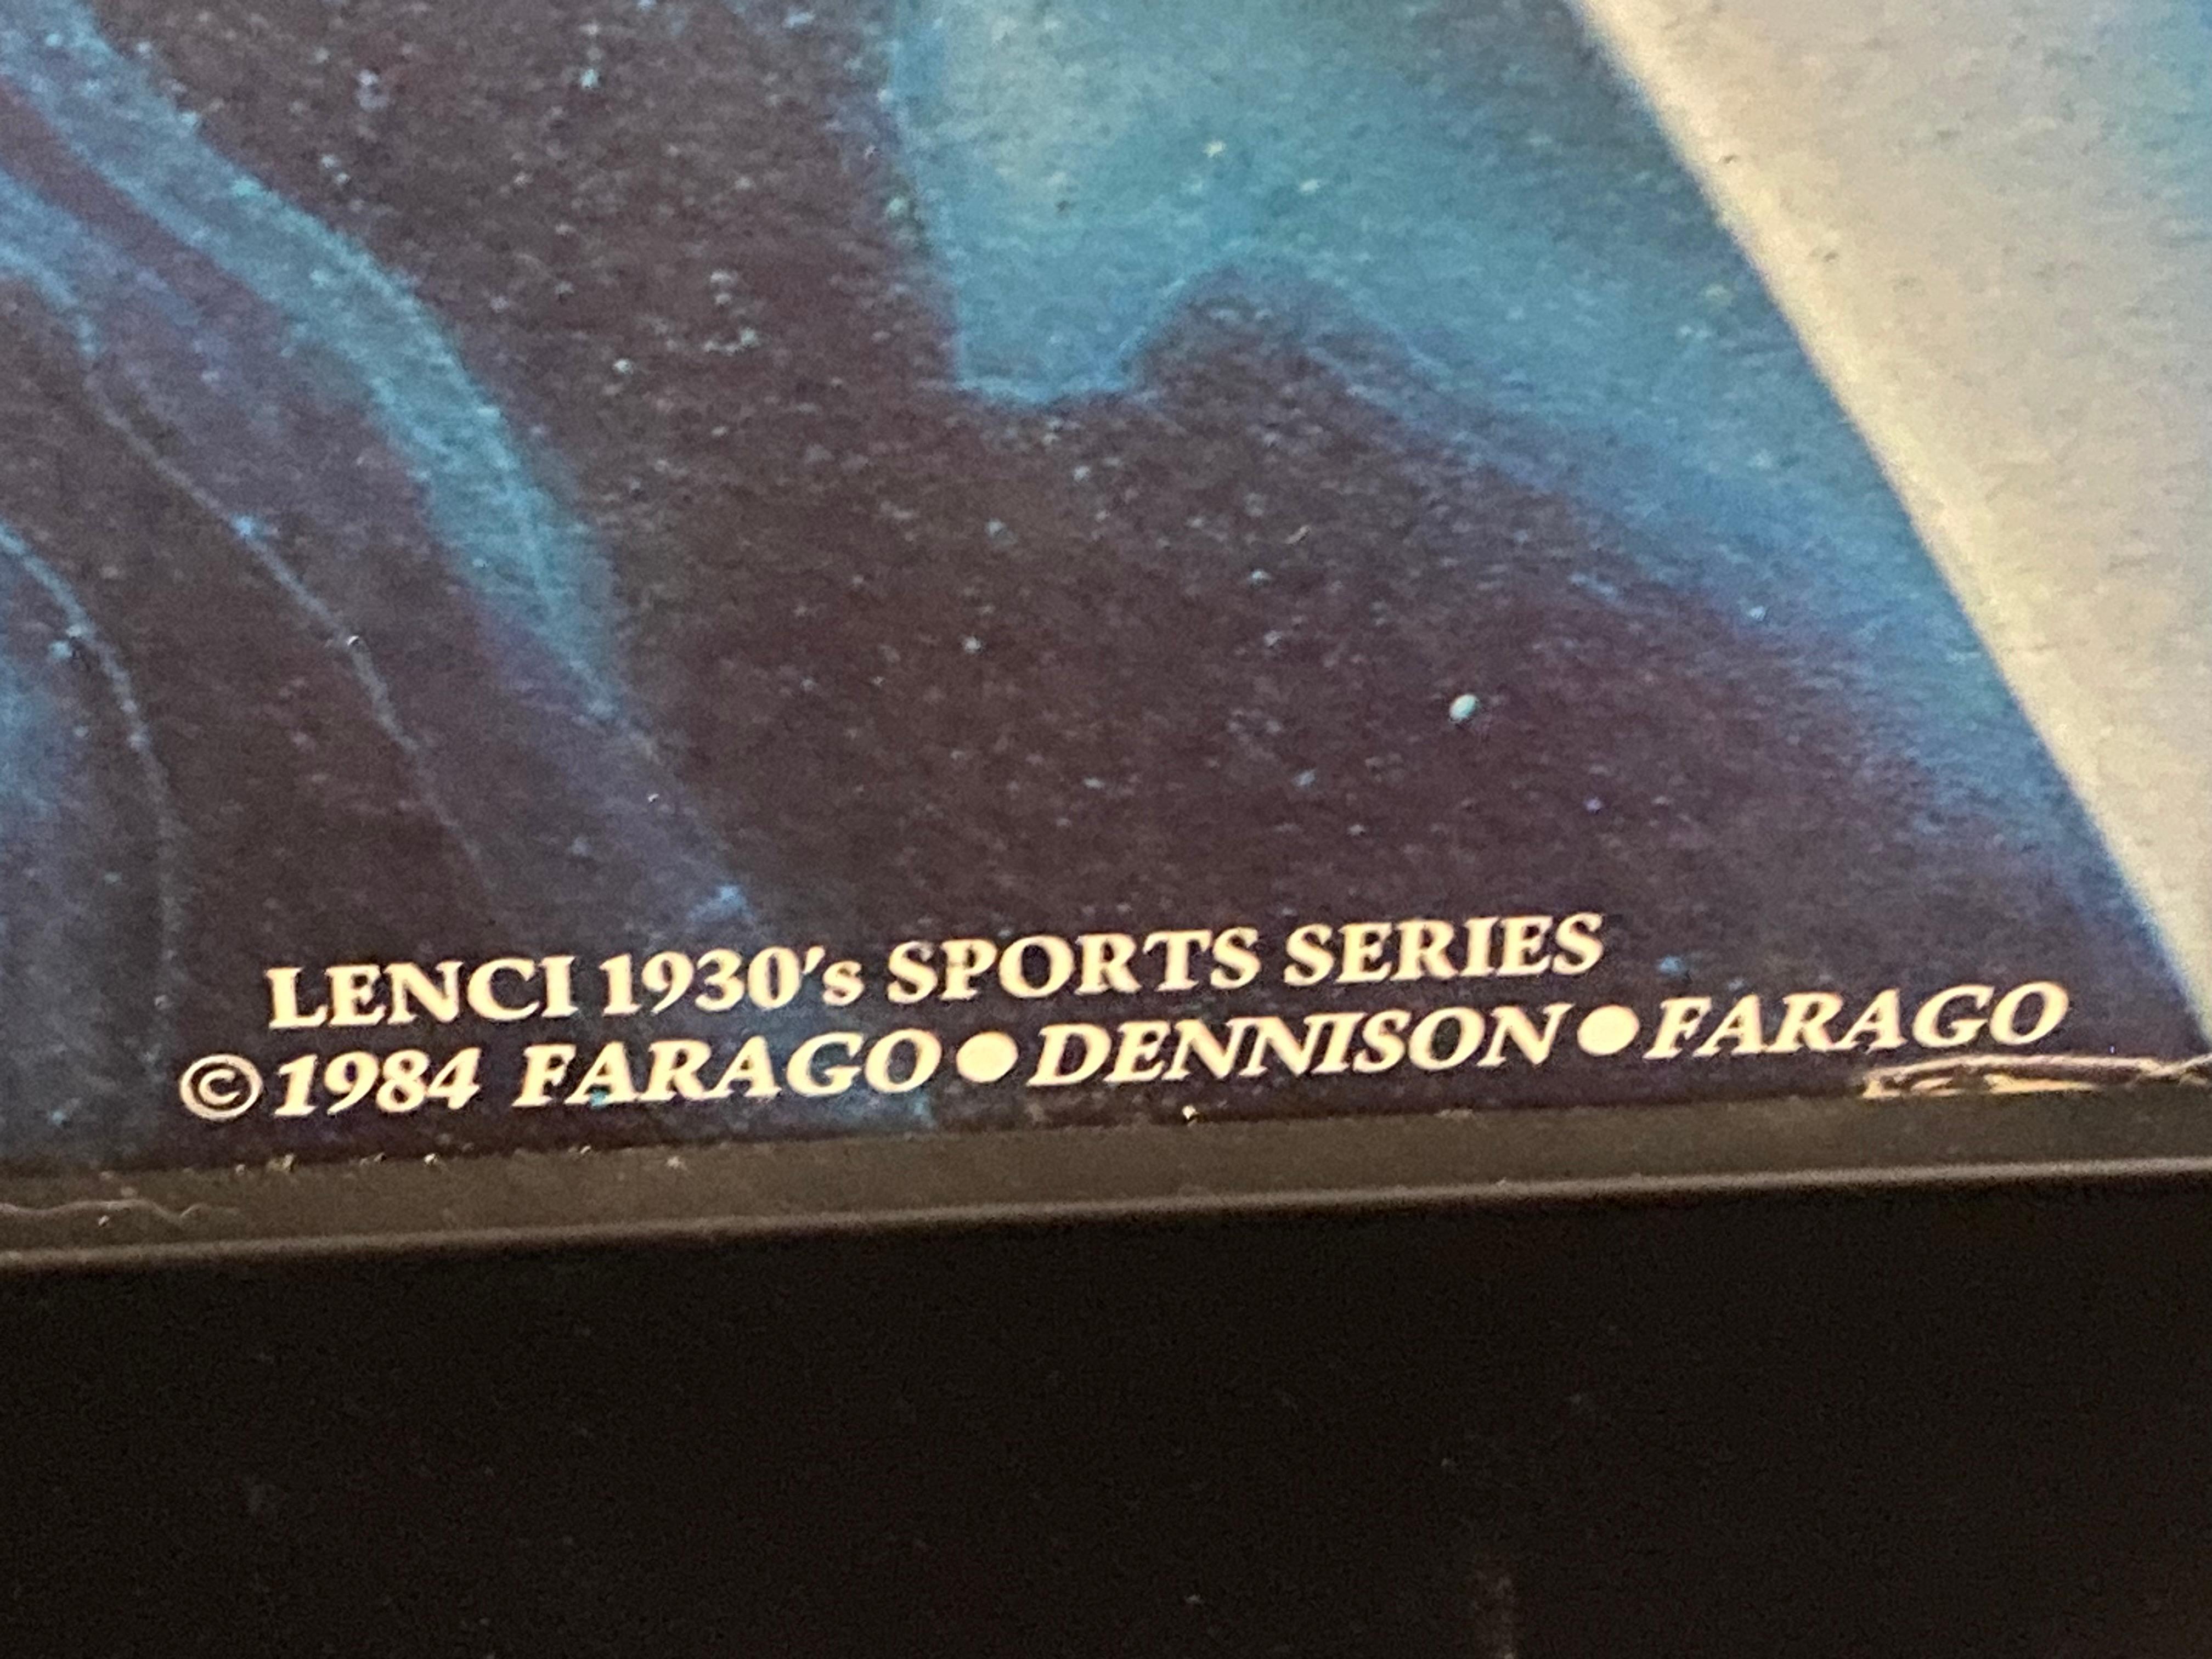 LENCI 1930's SPORTS SERIES
©1984 FARAGO●DENNISON●FARAGO